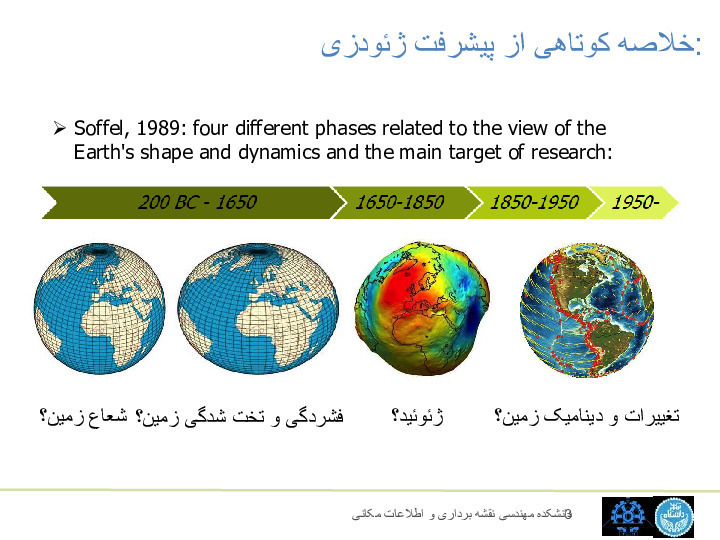 خلاصه کوتاهی از پیشرفت ژئودزی:
Soffel, 1989: four different phases related to the view of the
Earth's shape and dynamics and the main target of research:
200 BC - 1650
1650-1850
1850-1950
1950-
شعاع زمین؟
فشردگی و تخت شدگی زمین؟
ژئوئید؟
تغییرات و دینامیک زمین؟
دانشکده مهندسی نقشه برداری و اطلاعات مکانی
3